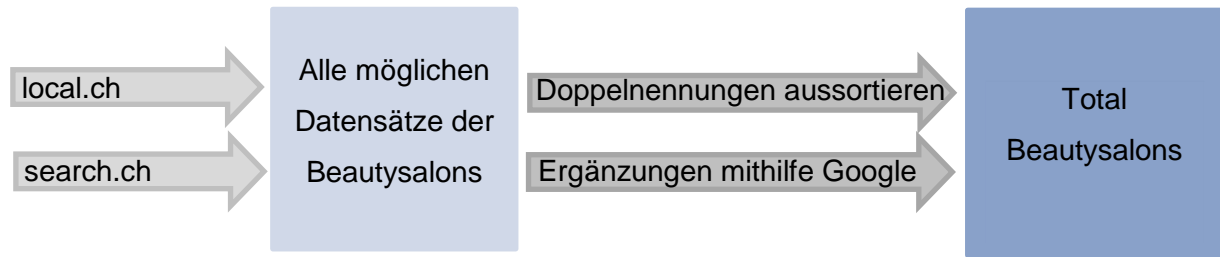 local.ch
search.ch
Alle möglichen
Datensätze der
Beautysalons
Doppelnennungen aussortieren
Ergänzungen mithilfe Google
Total
Beautysalons